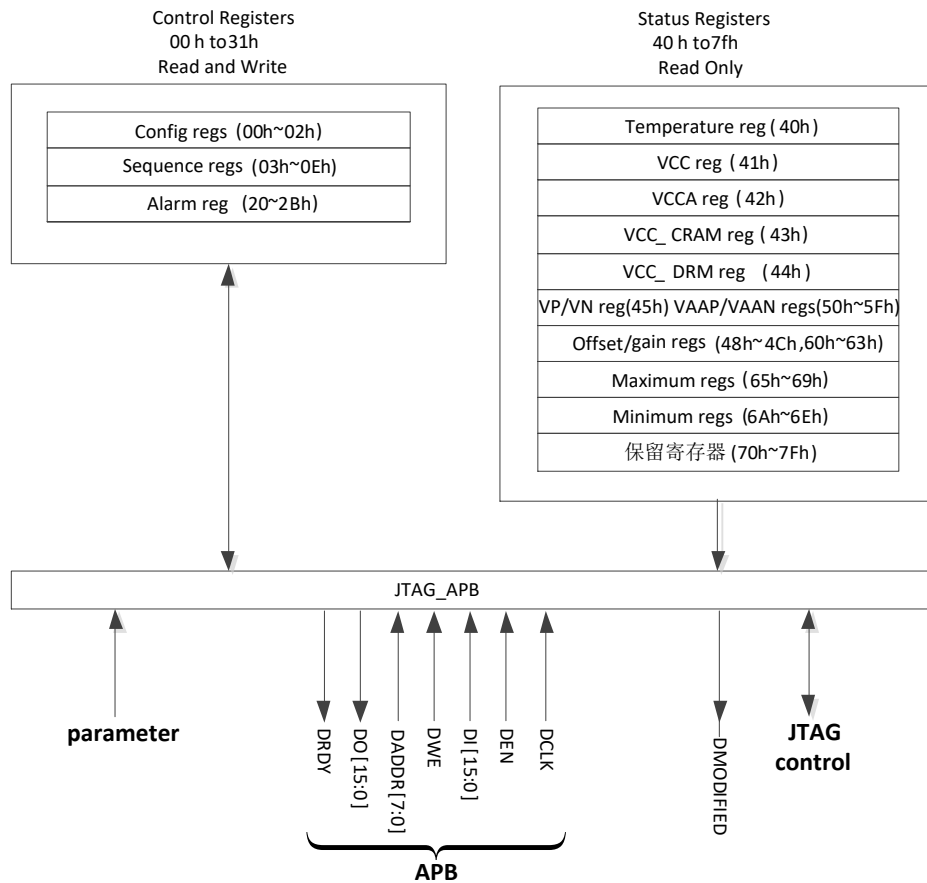 Control Registers
00 h to31h
Read and Write
Config regs (00h~02h)
Sequence regs (03h~0Eh)
Alarm reg (20~2Bh)
Status Registers
40 h to7fh
Read Only
Temperature reg ( 40h)
VCC reg ( 41h)
VCCA reg ( 42h)
VCC_ CRAM reg ( 43h)
VCC_ DRM reg ( 44h)
VP/VN reg(45h) VAAP/VAAN regs(50h~5Fh)
Offset/gain regs (48h~4Ch,60h~63h)
Maximum regs (65h~69h)
Minimum regs (6Ah~6Eh)
保留寄存器 (70h~7Fh)
JTAG_APB
parameter
DRDY
DO [15:0]
DADDR [7:0]
DWE
DI [15:0]
DEN
DCLK
APB
DMODIFIED
JTAG
control